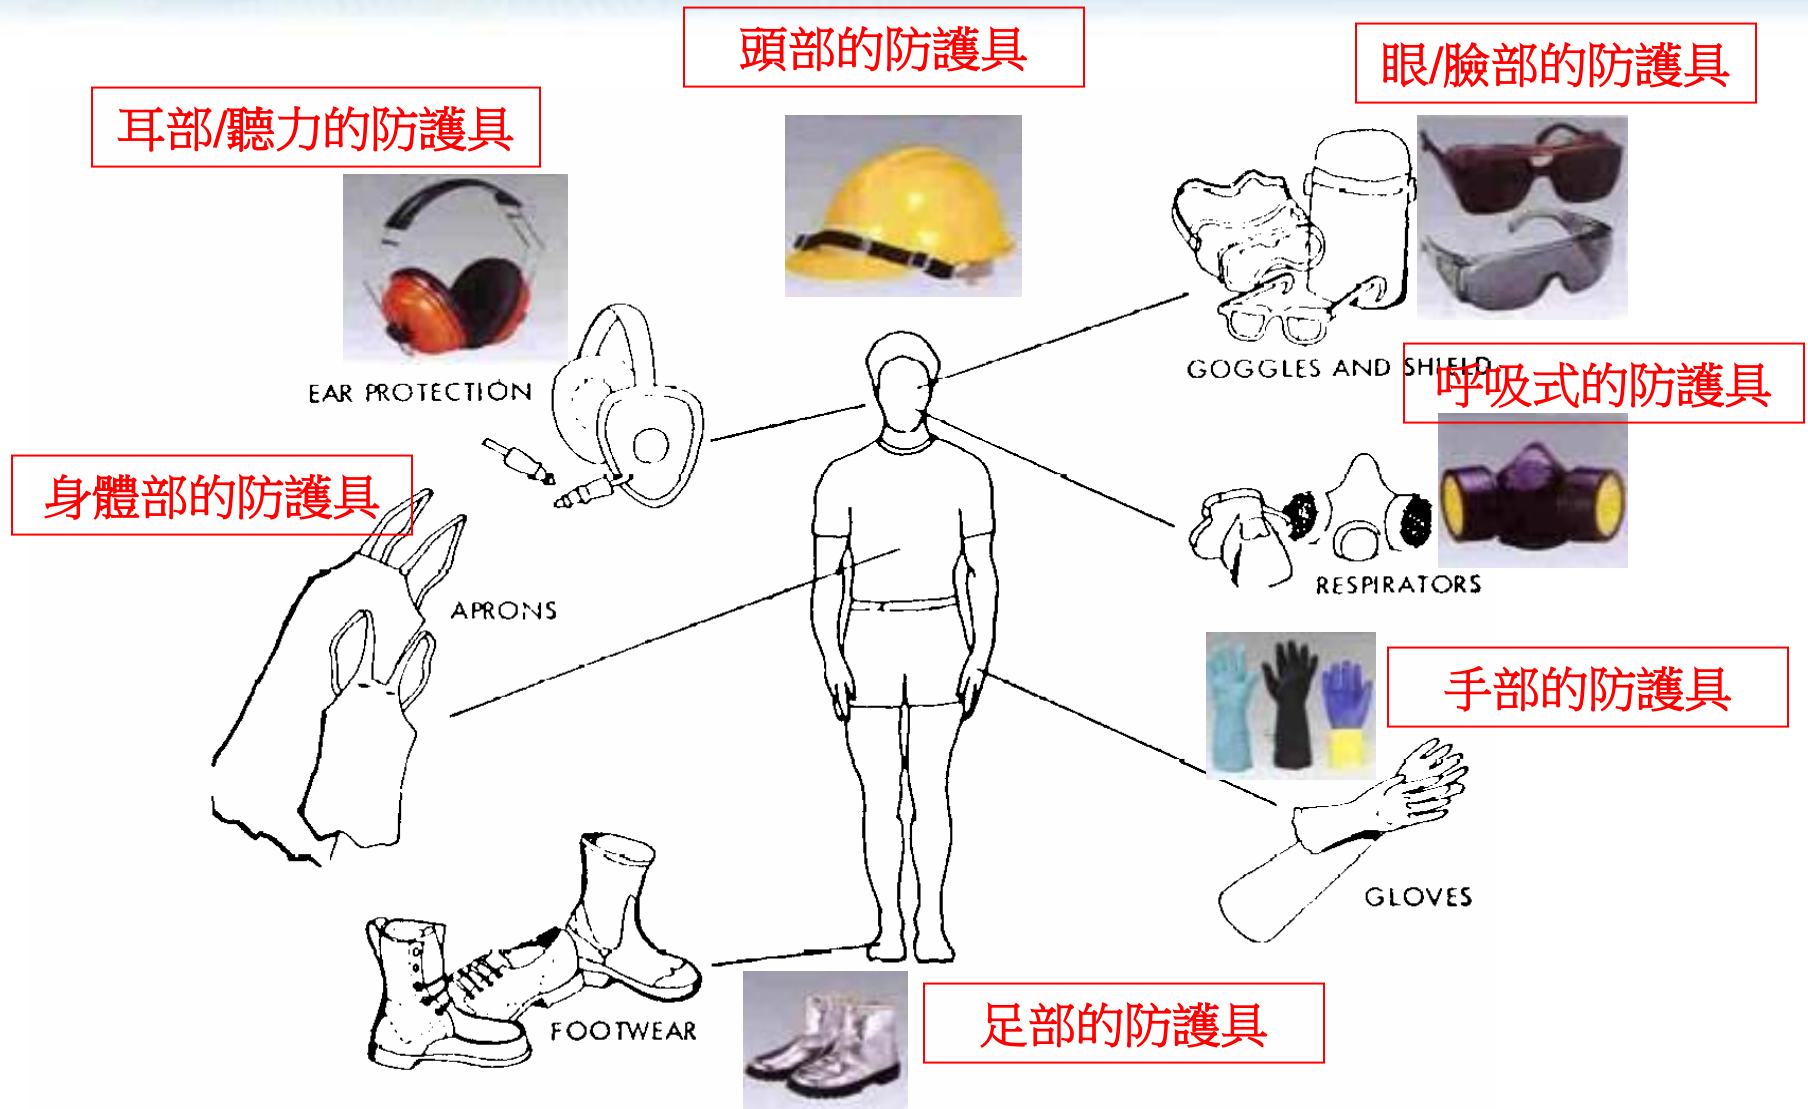 頭部的防護具
眼/臉部的防護具
耳部/聽力的防護具
GOGGLES AND SHIELD
呼吸式的防護具
EAR PROTECTION
身體部的防護具
RESPIRATORS
APRONS
手部的防護具
GLOVES
足部的防護具
FOOTWEAR